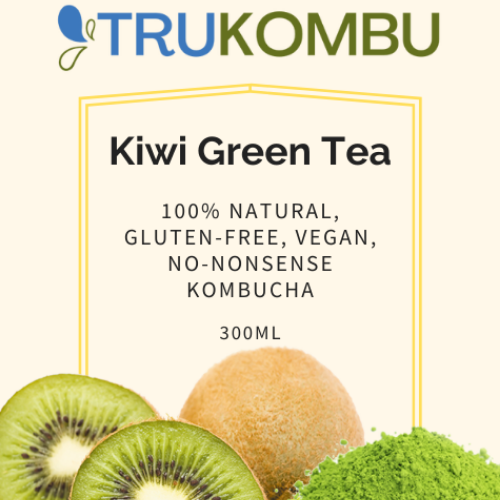 TRUKOMBU
Kiwi Green Tea
100% NATURAL,
GLUTEN-FREE, VEGAN,
NO-NONSENSE
KOMBUCHA
300ML